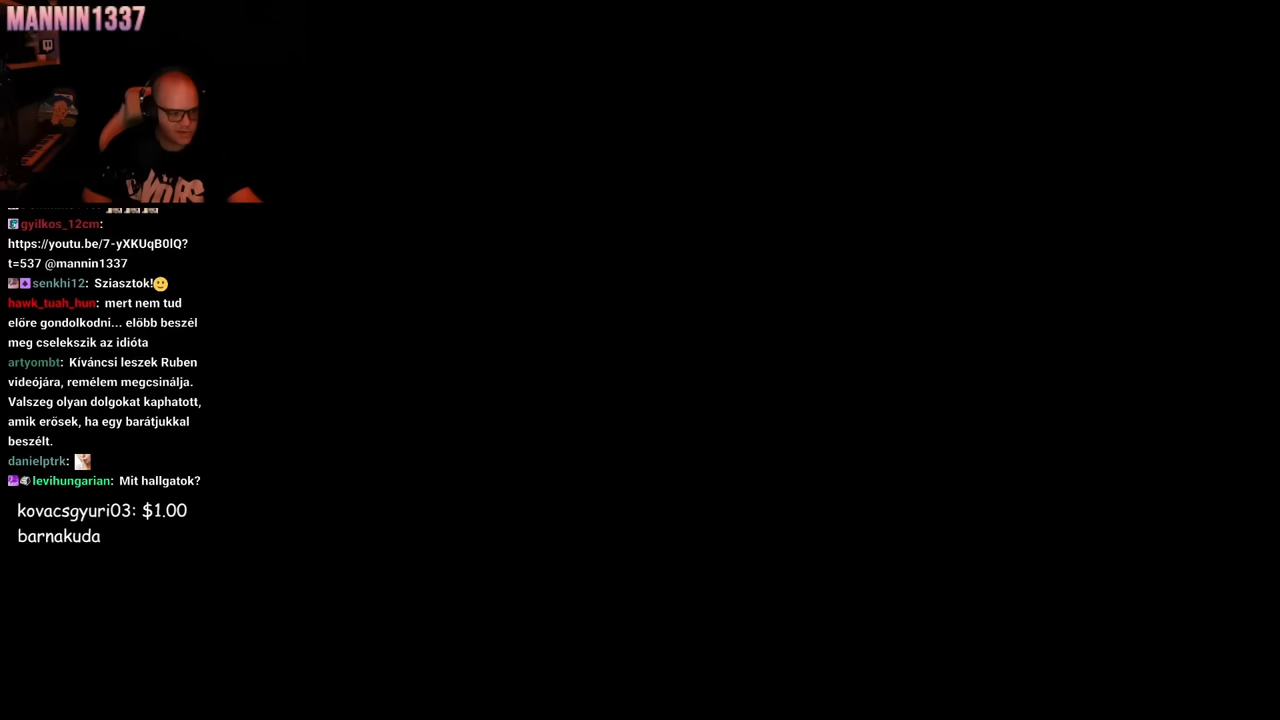 MANNIN1337
gyilkos_12cm:
https://youtu.be/7-yXKUqB0lQ?
t=537 @mannin1337
senkhi12: Sziasztok!
hawk_tuah_hun: mert nem tud
előre gondolkodni... előbb beszél
meg cselekszik az idióta
artyombt: Kíváncsi leszek Ruben
videójára, remélem megcsinálja.
Valszeg olyan dolgokat kaphatott,
amik erősek, ha egy barátjukkal
beszélt.
danielptrk:
levihungarian: Mit hallgatok?
kovacsgyuri03: $1.00
barnakuda